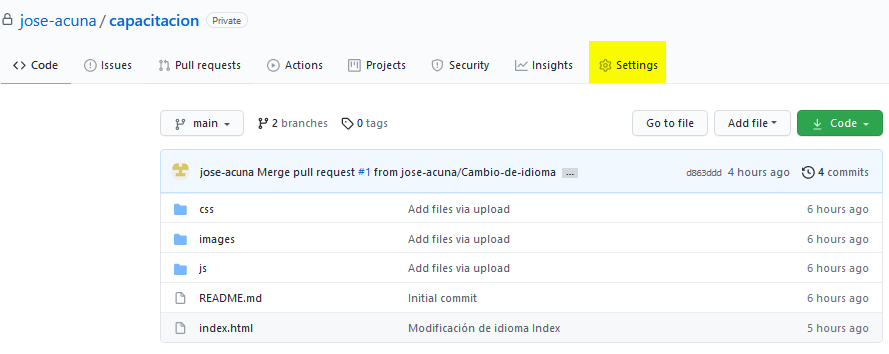 jose-acuna / capacitacion Private
Code Issues Pull requests Actions Projects Security Insights Settings
main 2 branches 0 tags Go to file Add file Code
jose-acuna Merge pull request #1 from jose-acuna/Cambio-de-idioma ... d863ddd 4 hours ago 4 commits
css Add files via upload 6 hours ago
images Add files via upload 6 hours ago
js Add files via upload 6 hours ago
README.md Initial commit 6 hours ago
index.html Modificación de idioma Index 5 hours ago